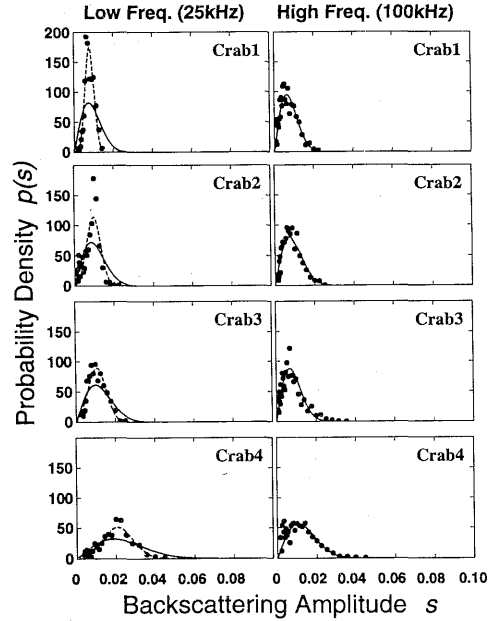 Low Freq. (25kHz) High Freq. (100kHz)
Probability Density p(s)
200
150
100
50
0
Crab1
Crab1
150
100
50
0
Crab2
Crab2
150
100
50
0
Crab3
Crab3
150
100
50
0
Crab4
Crab4
0 0.02 0.04 0.06 0.08 0 0.02 0.04 0.06 0.08 0.10
Backscattering Amplitude s